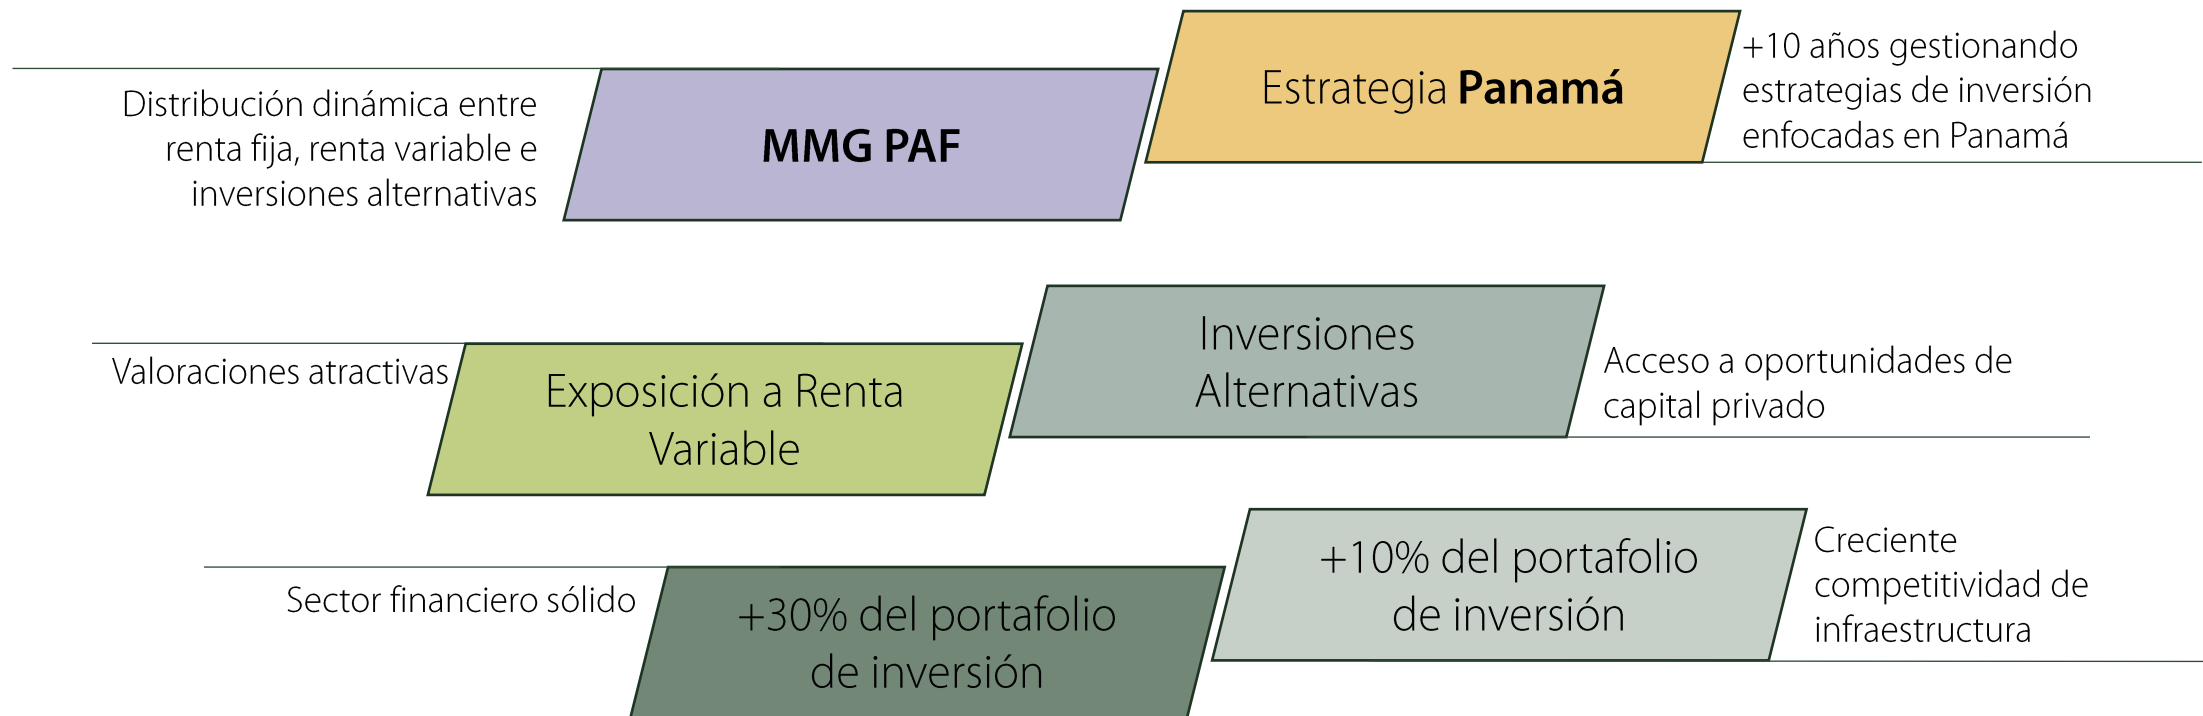 Distribución dinámica entre
renta fija, renta variable e
inversiones alternativas
MMG PAF
Estrategia Panamá
+10 años gestionando
estrategias de inversión
enfocadas en Panamá
Valoraciones atractivas
Exposición a Renta
Variable
Inversiones
Alternativas
Acceso a oportunidades de
capital privado
Sector financiero sólido
+30% del portafolio
de inversión
+10% del portafolio
de inversión
Creciente
competitividad de
infraestructura